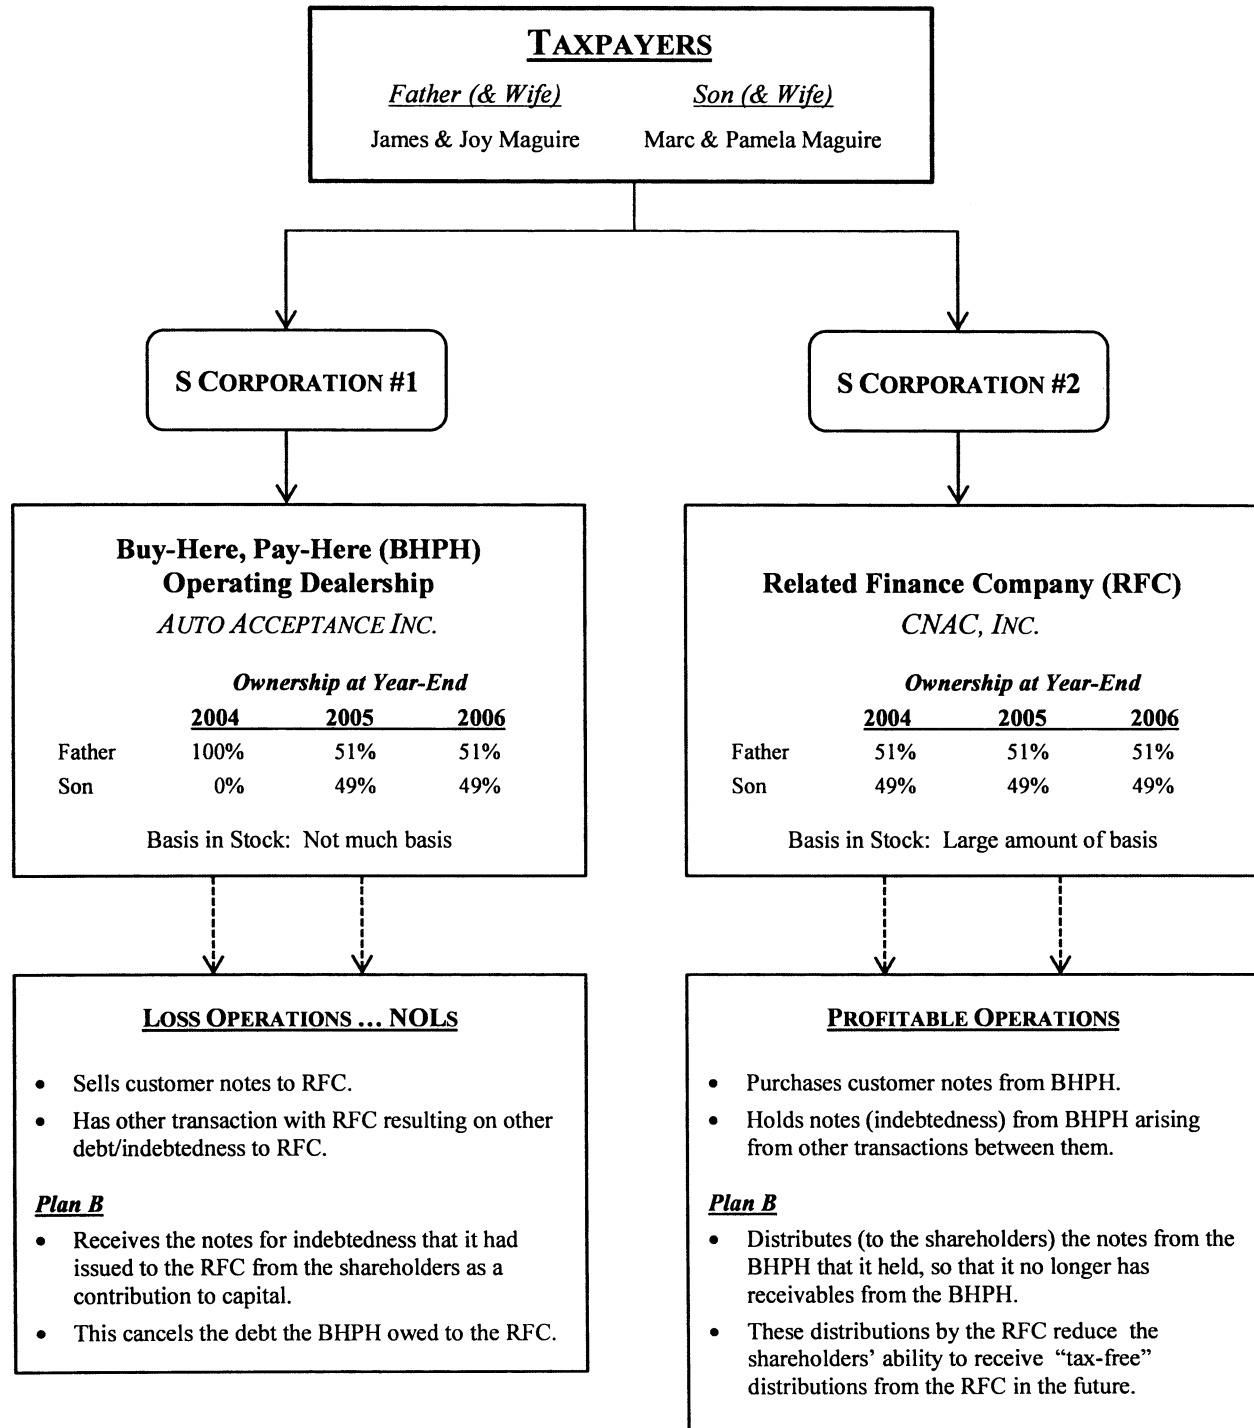 TAXPAYERS
Father (& Wife) Son (& Wife)
James & Joy Maguire Marc & Pamela Maguire
S CORPORATION #1
S CORPORATION #2
Buy-Here, Pay-Here (BHPH)
Operating Dealership
AUTO ACCEPTANCE INC.
Ownership at Year-End
2004 2005 2006
Father 100% 51% 51%
Son 0% 49% 49%
Basis in Stock: Not much basis
Related Finance Company (RFC)
CNAC, INC.
Ownership at Year-End
2004 2005 2006
Father 51% 51% 51%
Son 49% 49% 49%
Basis in Stock: Large amount of basis
LOSS OPERATIONS ... NOLS
• Sells customer notes to RFC.
• Has other transaction with RFC resulting on other
debt/indebtedness to RFC.
Plan B
• Receives the notes for indebtedness that it had
issued to the RFC from the shareholders as a
contribution to capital.
• This cancels the debt the BHPH owed to the RFC.
PROFITABLE OPERATIONS
• Purchases customer notes from BHPH.
• Holds notes (indebtedness) from BHPH arising
from other transactions between them.
Plan B
• Distributes (to the shareholders) the notes from the
BHPH that it held, so that it no longer has
receivables from the BHPH.
• These distributions by the RFC reduce the
shareholders’ ability to receive “tax-free”
distributions from the RFC in the future.